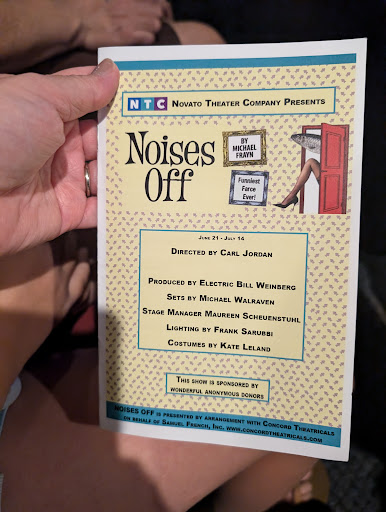 NTC NOVATO THEATER COMPANY PRESENTS
Noises
Off
BY
MICHAEL
FRAYN
Funniest
Farce
Ever!
JUNE 21 - JULY 14
DIRECTED BY CARL JORDAN
PRODUCED BY ELECTRIC BILL WEINBERG
SETS BY MICHAEL WALRAVEN
STAGE MANAGER MAUREEN SCHEUENSTUHL
LIGHTING BY FRANK SARUBBI
COSTUMES BY KATE LELAND
THIS SHOW IS SPONSORED BY
WONDERFUL ANONYMOUS DONORS
NOISES OFF IS PRESENTED BY ARRANGEMENT WITH CONCORD THEATRICALS
ON BEHALF OF SAMUEL FRENCH, INC. WWW.CONCORDTHEATRICALS.COM